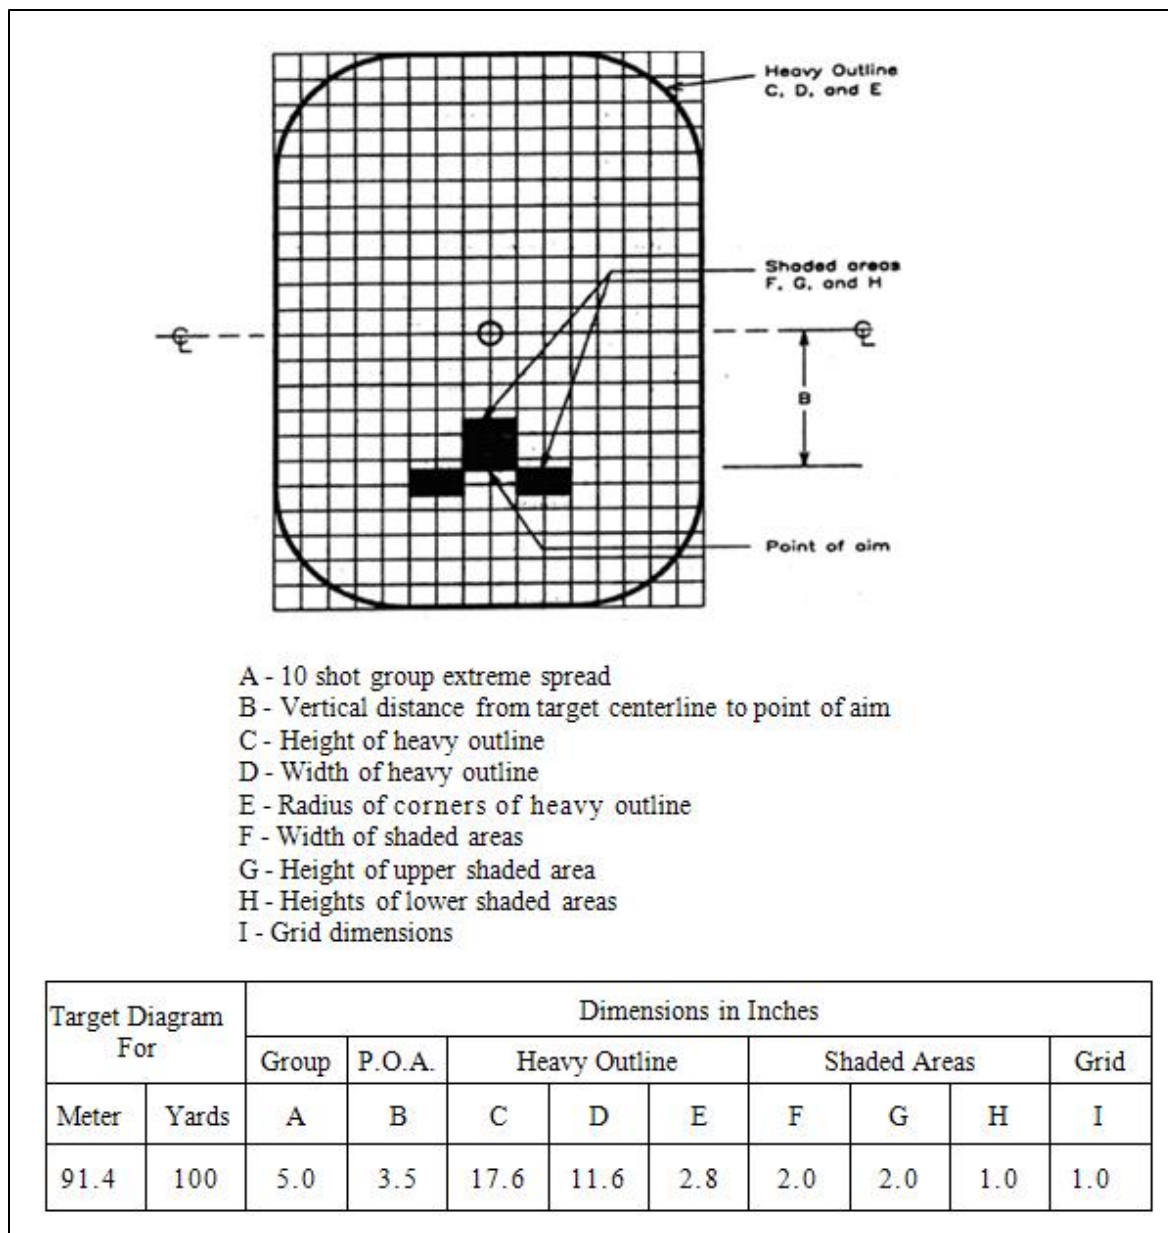 Heavy Outline
C, D, and E
Shaded areas
F, G, and H
℄ ℄
B
Point of aim
A - 10 shot group extreme spread
B - Vertical distance from target centerline to point of aim
C - Height of heavy outline
D - Width of heavy outline
E - Radius of corners of heavy outline
F - Width of shaded areas
G - Height of upper shaded area
H - Heights of lower shaded areas
I - Grid dimensions
Target Diagram For Dimensions in Inches
Group P.O.A. Heavy Outline Shaded Areas Grid
Meter Yards A B C D E F G H I
91.4 100 5.0 3.5 17.6 11.6 2.8 2.0 2.0 1.0 1.0